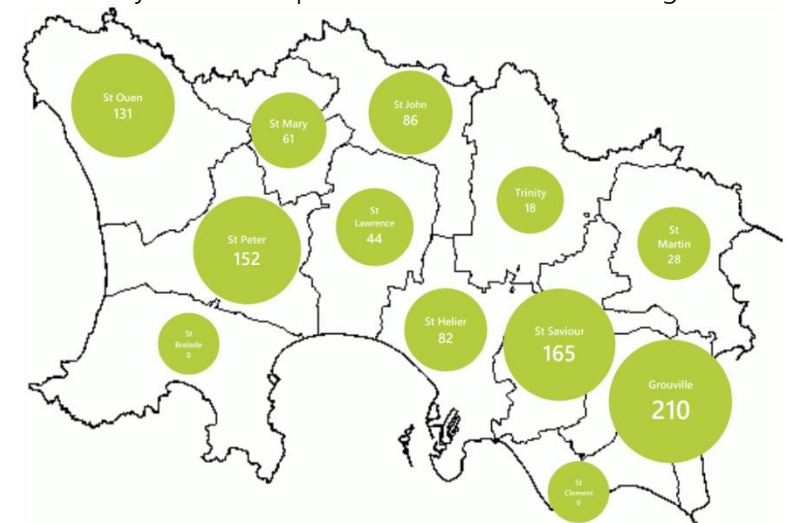 St Ouen
131
St Mary
61
St John
86
Trinity
18
St
Lawrence
44
St
Martin
28
St Peter
152
St Helier
82
St Saviour
165
St
Brelade
0
Grouville
210
St
Clement
0